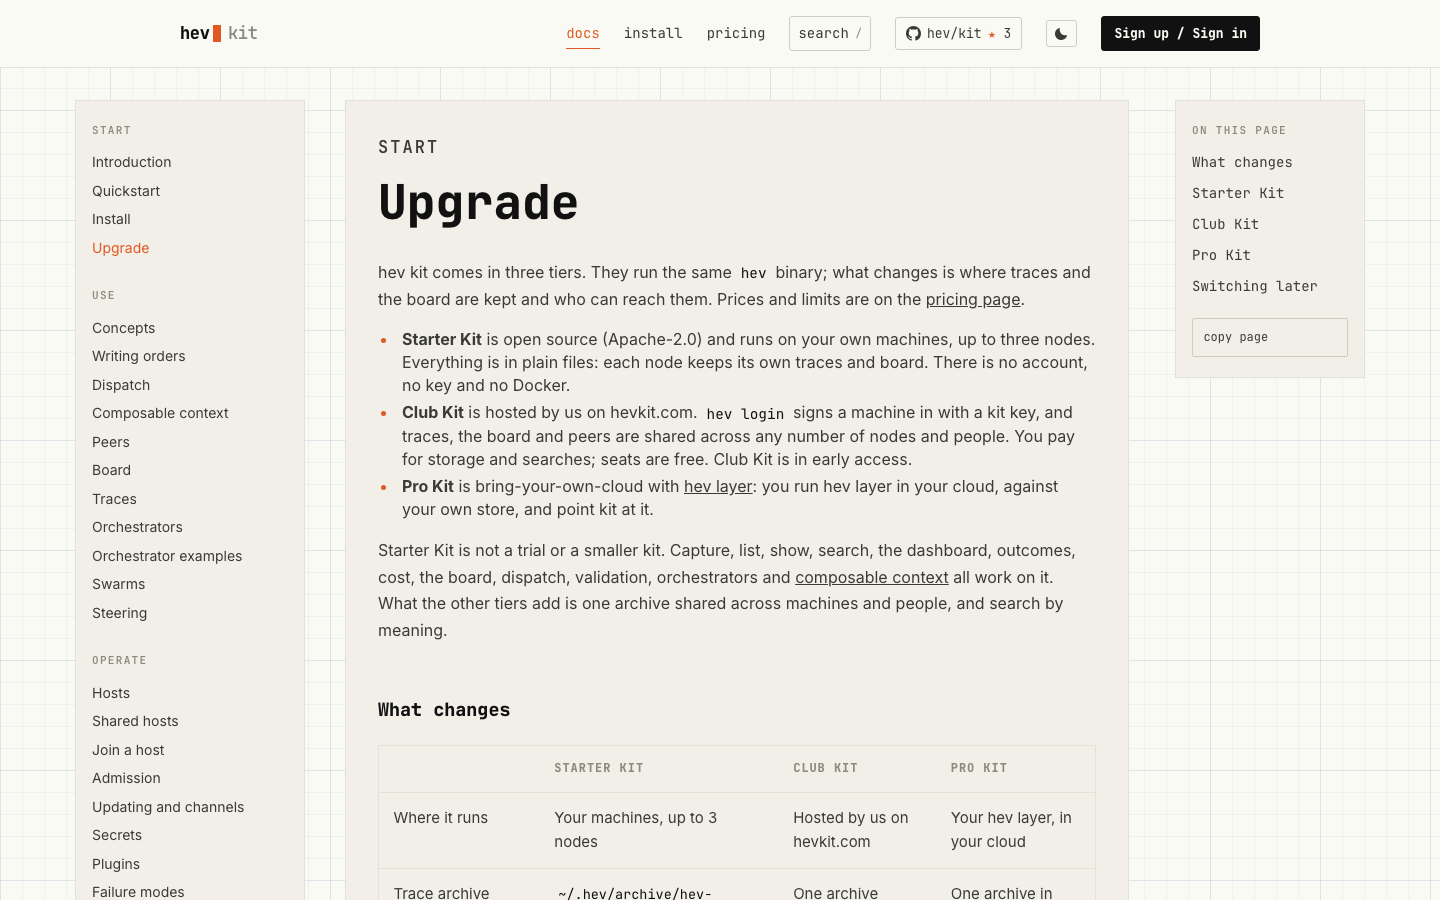 hev kit
docs install pricing search / hev/kit ★ 3 Sign up / Sign in
START
Introduction
Quickstart
Install
Upgrade
USE
Concepts
Writing orders
Dispatch
Composable context
Peers
Board
Traces
Orchestrators
Orchestrator examples
Swarms
Steering
OPERATE
Hosts
Shared hosts
Join a host
Admission
Updating and channels
Secrets
Plugins
Failure modes
START
Upgrade
hev kit comes in three tiers. They run the same hev binary; what changes is where traces and
the board are kept and who can reach them. Prices and limits are on the pricing page.
• Starter Kit is open source (Apache-2.0) and runs on your own machines, up to three nodes.
Everything is in plain files: each node keeps its own traces and board. There is no account,
no key and no Docker.
• Club Kit is hosted by us on hevkit.com. hev login signs a machine in with a kit key, and
traces, the board and peers are shared across any number of nodes and people. You pay
for storage and searches; seats are free. Club Kit is in early access.
• Pro Kit is bring-your-own-cloud with hev layer: you run hev layer in your cloud, against
your own store, and point kit at it.
Starter Kit is not a trial or a smaller kit. Capture, list, show, search, the dashboard, outcomes,
cost, the board, dispatch, validation, orchestrators and composable context all work on it.
What the other tiers add is one archive shared across machines and people, and search by
meaning.
What changes
STARTER KIT CLUB KIT PRO KIT
Where it runs Your machines, up to 3 Hosted by us on Your hev layer, in
nodes hevkit.com your cloud
Trace archive ~/.hev/archive/hev- One archive One archive in
ON THIS PAGE
What changes
Starter Kit
Club Kit
Pro Kit
Switching later
copy page